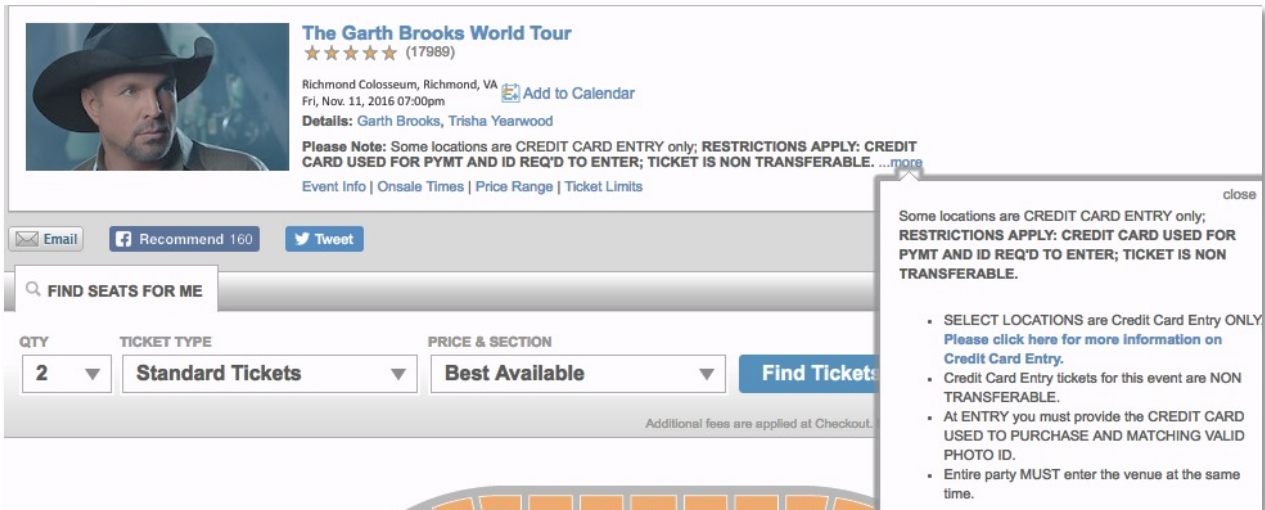 The Garth Brooks World Tour
(17989)
Richmond Colosseum, Richmond, VA
Fri, Nov. 11, 2016 07:00pm
Add to Calendar
Details: Garth Brooks, Trisha Yearwood
Please Note: Some locations are CREDIT CARD ENTRY only; RESTRICTIONS APPLY: CREDIT
CARD USED FOR PYMT AND ID REQ'D TO ENTER; TICKET IS NON TRANSFERABLE. ...more
Event Info | Onsale Times | Price Range | Ticket Limits
close
Some locations are CREDIT CARD ENTRY only;
RESTRICTIONS APPLY: CREDIT CARD USED FOR
PYMT AND ID REQ'D TO ENTER; TICKET IS NON
TRANSFERABLE.
• SELECT LOCATIONS are Credit Card Entry ONLY.
Please click here for more information on
Credit Card Entry.
• Credit Card Entry tickets for this event are NON
TRANSFERABLE.
• At ENTRY you must provide the CREDIT CARD
USED TO PURCHASE AND MATCHING VALID
PHOTO ID.
• Entire party MUST enter the venue at the same
time.
Email
Recommend 160
Tweet
FIND SEATS FOR ME
QTY
TICKET TYPE
PRICE & SECTION
2
Standard Tickets
Best Available
Find Tickets
Additional fees are applied at Checkout.